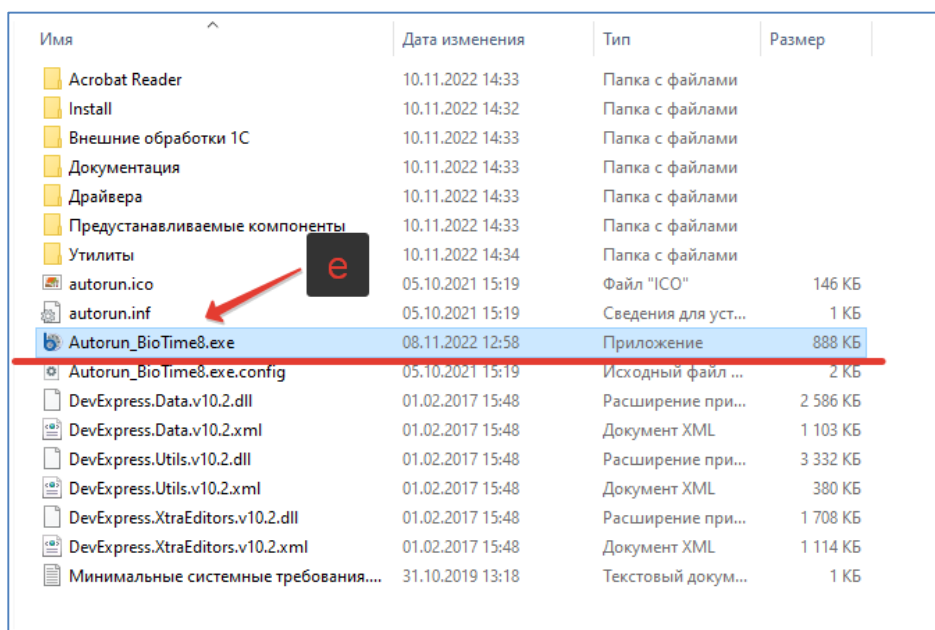 Имя Дата изменения Тип Размер
Acrobat Reader 10.11.2022 14:33 Папка с файлами
Install 10.11.2022 14:32 Папка с файлами
Внешние обработки 1С 10.11.2022 14:33 Папка с файлами
Документация 10.11.2022 14:33 Папка с файлами
Драйвера 10.11.2022 14:33 Папка с файлами
Предустанавливаемые компоненты 10.11.2022 14:33 Папка с файлами
Утилиты 10.11.2022 14:34 Папка с файлами
e
autorun.ico 05.10.2021 15:19 Файл "ICO" 146 КБ
autorun.inf 05.10.2021 15:19 Сведения для уст... 1 КБ
Autorun_BioTime8.exe 08.11.2022 12:58 Приложение 888 КБ
Autorun_BioTime8.exe.config 05.10.2021 15:19 Исходный файл ... 2 КБ
DevExpress.Data.v10.2.dll 01.02.2017 15:48 Расширение при... 2 586 КБ
DevExpress.Data.v10.2.xml 01.02.2017 15:48 Документ XML 1 103 КБ
DevExpress.Utils.v10.2.dll 01.02.2017 15:48 Расширение при... 3 332 КБ
DevExpress.Utils.v10.2.xml 01.02.2017 15:48 Документ XML 380 КБ
DevExpress.XtraEditors.v10.2.dll 01.02.2017 15:48 Расширение при... 1 708 КБ
DevExpress.XtraEditors.v10.2.xml 01.02.2017 15:48 Документ XML 1 114 КБ
Минимальные системные требования.... 31.10.2019 13:18 Текстовый докум... 1 КБ